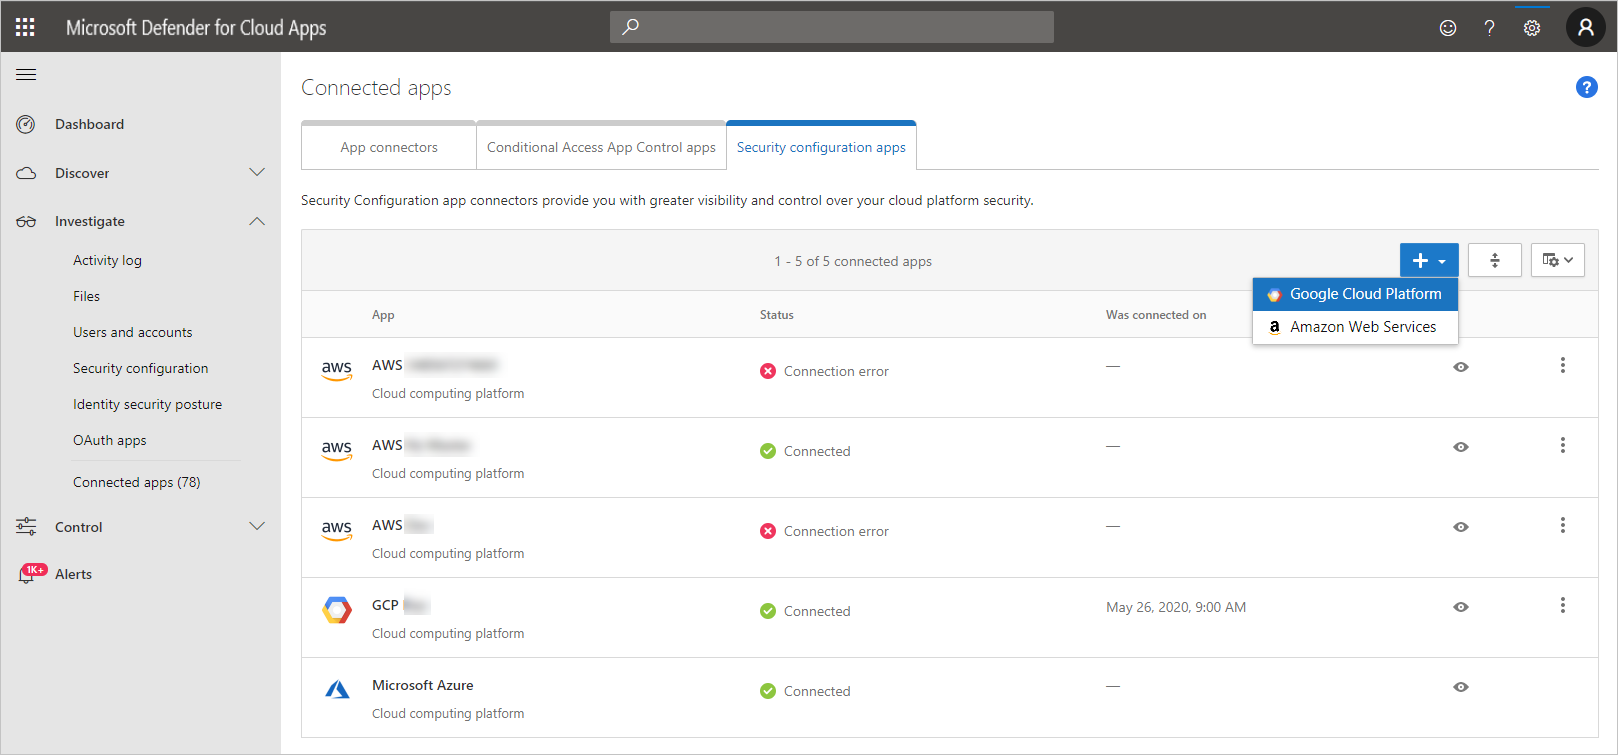 Microsoft Defender for Cloud Apps
?
Connected apps
?
Dashboard
Discover
Investigate
Activity log
Files
Users and accounts
Security configuration
Identity security posture
OAuth apps
Connected apps (78)
Control
1K+
Alerts
App connectors
Conditional Access App Control apps
Security configuration apps
Security Configuration app connectors provide you with greater visibility and control over your cloud platform security.
1 - 5 of 5 connected apps
Google Cloud Platform
a Amazon Web Services
App Status Was connected on
aws AWS
Connection error —
Cloud computing platform
aws AWS
Connected —
Cloud computing platform
aws AWS
Connection error —
Cloud computing platform
GCP
Connected May 26, 2020, 9:00 AM
Cloud computing platform
Microsoft Azure
Connected —
Cloud computing platform